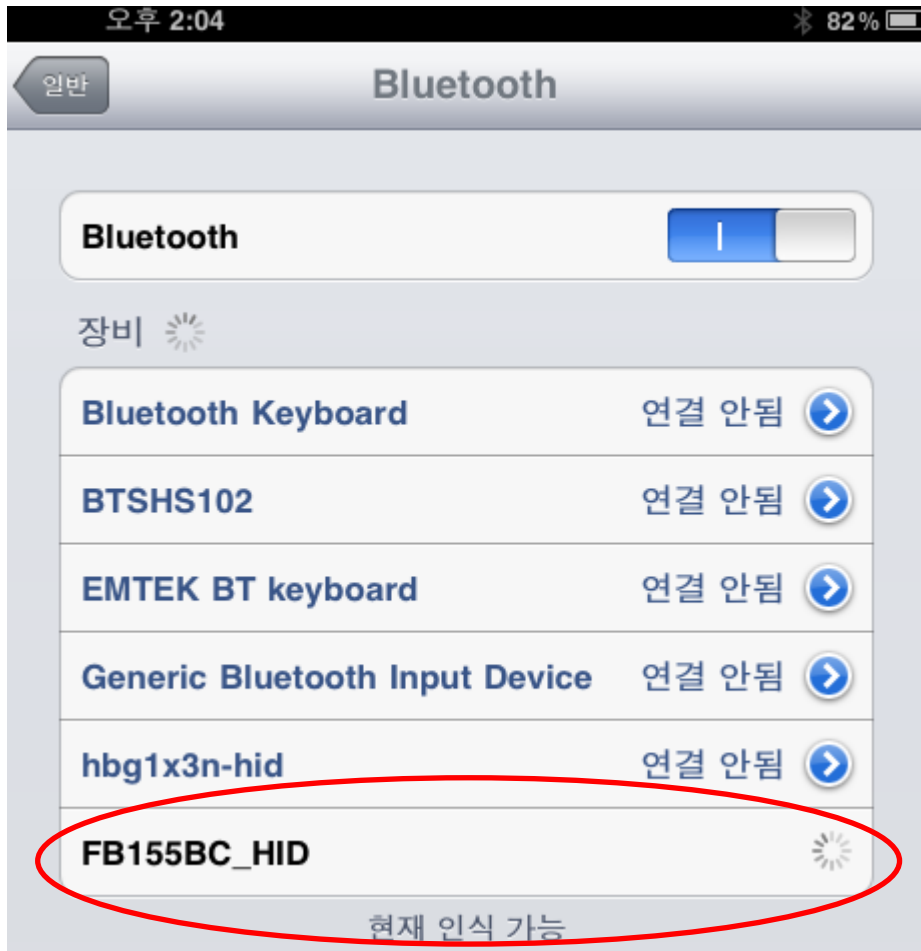 오후 2:04
82%
일반
Bluetooth
Bluetooth
장비
Bluetooth Keyboard 연결 안됨
BTSHS102 연결 안됨
EMTEK BT keyboard 연결 안됨
Generic Bluetooth Input Device 연결 안됨
hbg1x3n-hid 연결 안됨
FB155BC_HID
현재 인식 가능